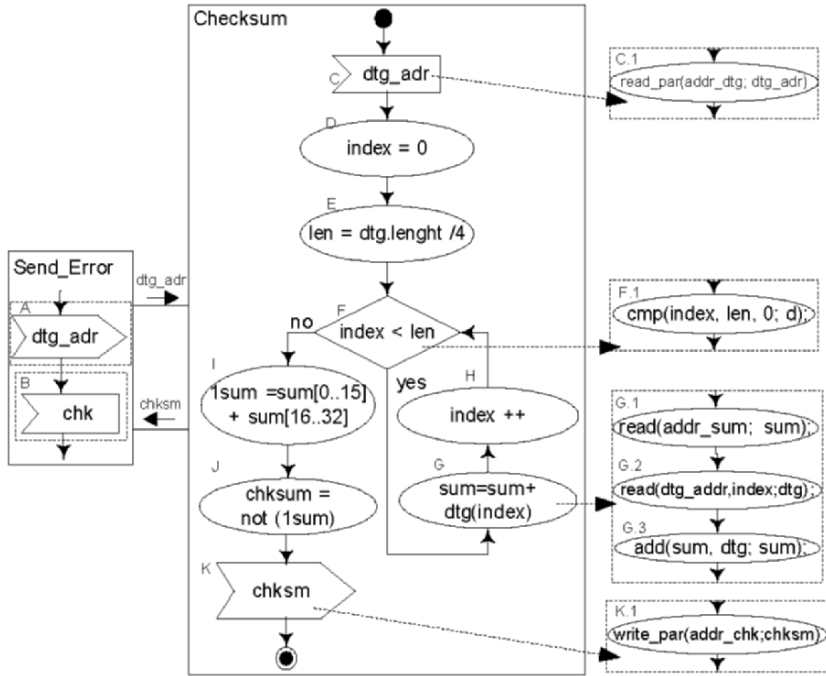 Checksum
C
dtg_adr
D
index = 0
E
len = dtg.lenght /4
F
index < len
no
yes
I
1sum =sum[0..15]
+ sum[16..32]
J
chksum =
not (1sum)
K
chksm
H
index ++
G
sum=sum+
dtg(index)
Send_Error
A
dtg_adr
B
chk
dtg_adr
chksm
C.1
read_par(addr_dtg; dtg_adr)
F.1
cmp(index, len, 0; d);
G.1
read(addr_sum; sum);
G.2
read(dtg_addr,index;dtg);
G.3
add(sum, dtg; sum);
K.1
write_par(addr_chk;chksm)